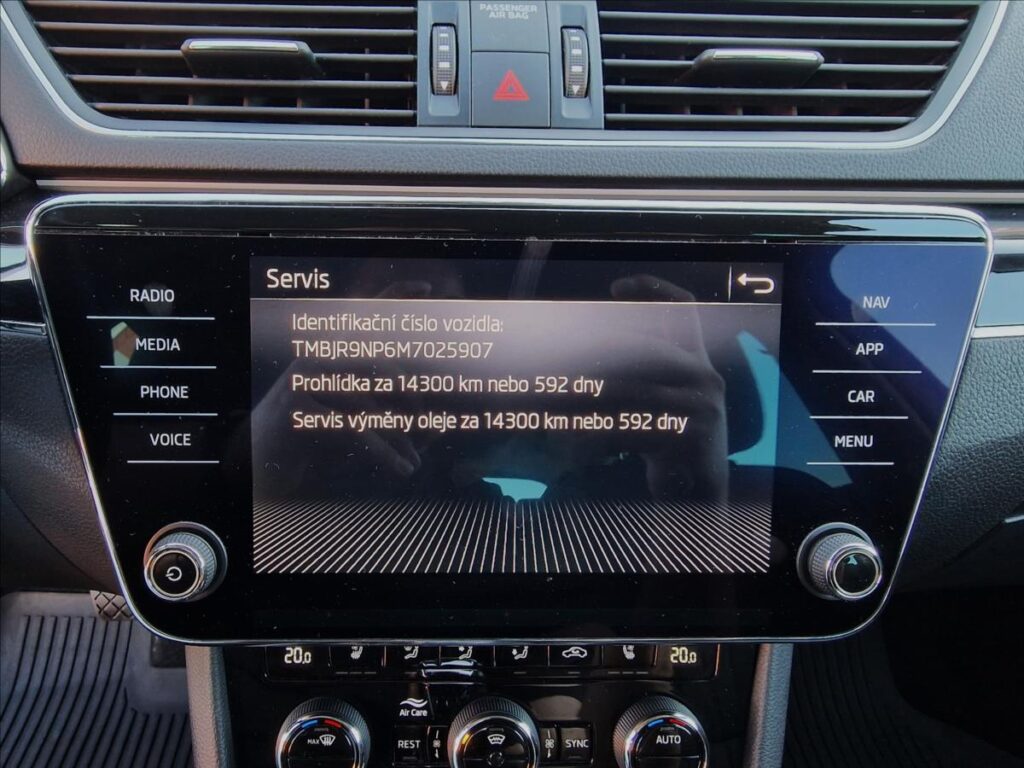 PASSENGER
AIR BAG
Servis
RADIO
MEDIA
PHONE
VOICE
Identifikační číslo vozidla:
TMBJR9NP6M7025907
Prohlídka za 14300 km nebo 592 dny
Servis výměny oleje za 14300 km nebo 592 dny
NAV
APP
CAR
MENU
20,0
20,0
Air Care
MAX
REST
SYNC
AUTO